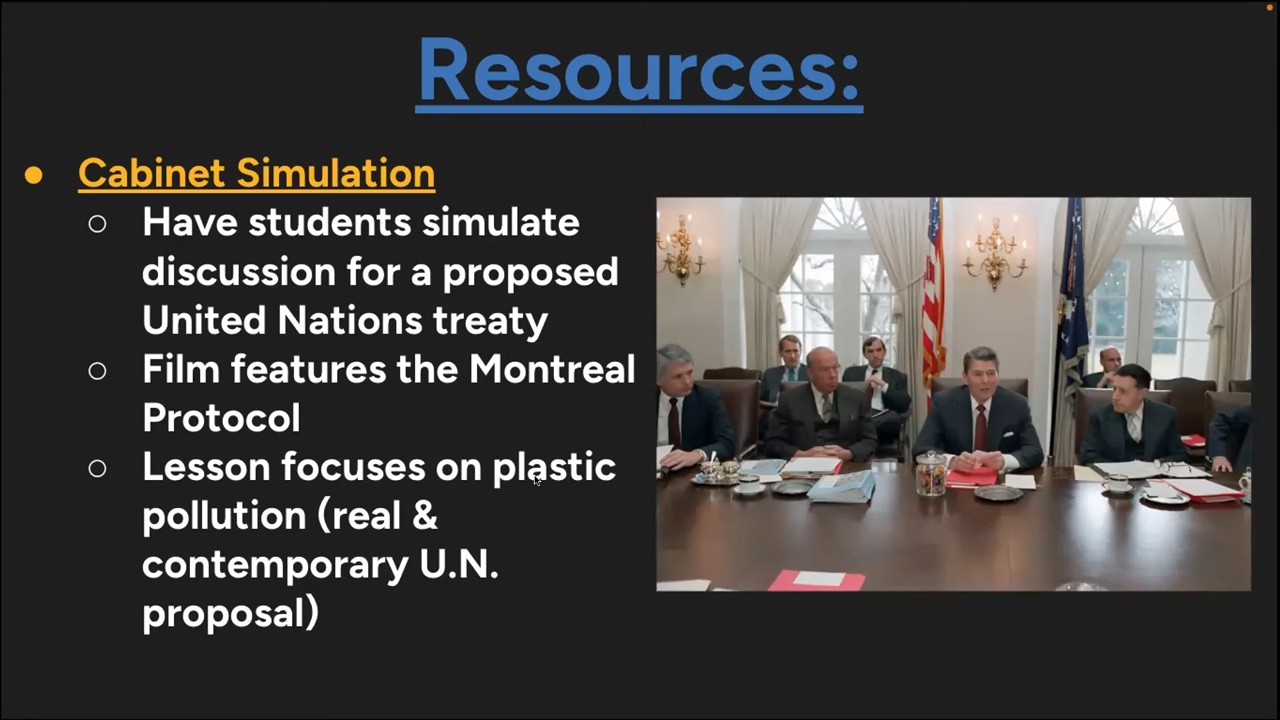 Resources:
Cabinet Simulation
Have students simulate
discussion for a proposed
United Nations treaty
Film features the Montreal
Protocol
Lesson focuses on plastic
pollution (real &
contemporary U.N.
proposal)